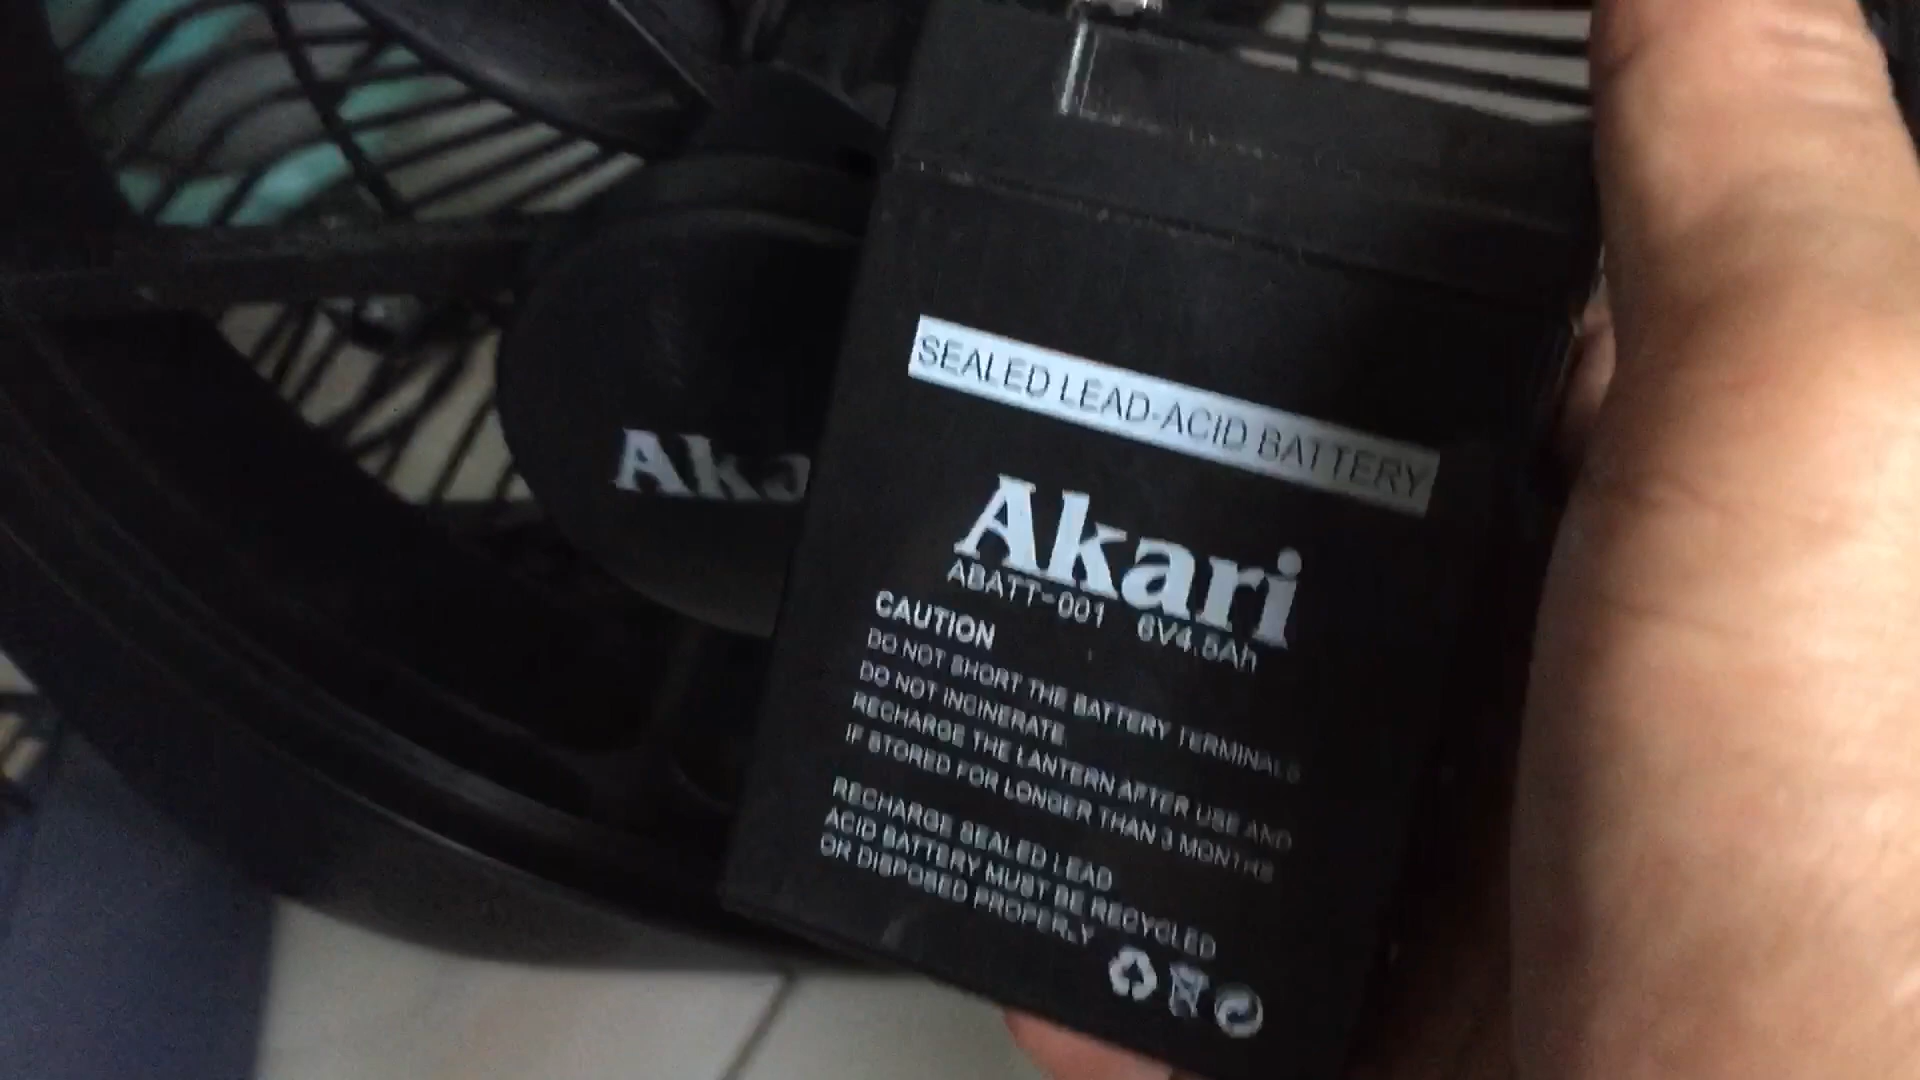 Aka
SEALED LEAD-ACID BATTERY
Akari
ABATT-001 6V4.5Ah
CAUTION
DO NOT SHORT THE BATTERY TERMINALS
DO NOT INCINERATE
RECHARGE THE LANTERN AFTER USE AND
IF STORED FOR LONGER THAN 3 MONTHS
RECHARGE SEALED LEAD
ACID BATTERY MUST BE RECYCLED
OR DISPOSED PROPERLY